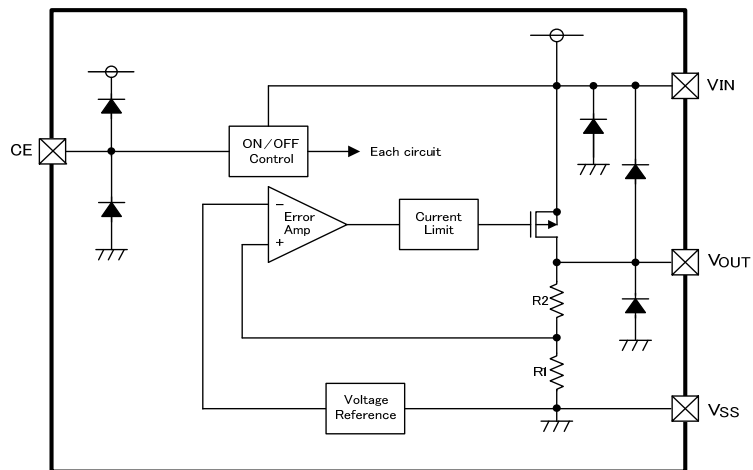 VIN
CE
ON/OFF
Control
Each circuit
−
Error
Amp
+
Current
Limit
VOUT
R2
R1
Voltage
Reference
VSS